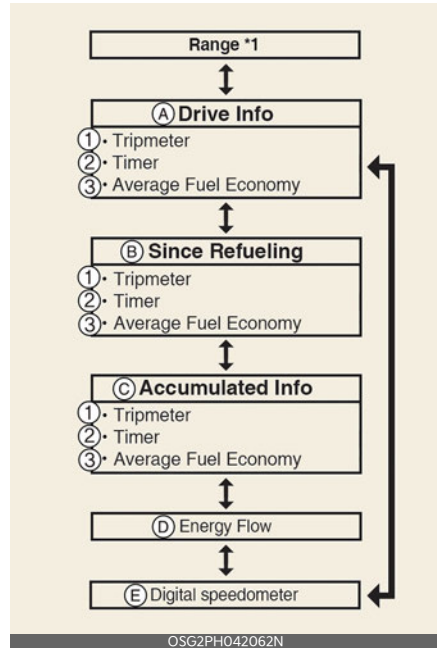 Range *1
Ⓐ Drive Info
①• Tripmeter
②• Timer
③• Average Fuel Economy
Ⓑ Since Refueling
①• Tripmeter
②• Timer
③• Average Fuel Economy
Ⓒ Accumulated Info
①• Tripmeter
②• Timer
③• Average Fuel Economy
Ⓓ Energy Flow
Ⓔ Digital speedometer
OSG2PH042062N